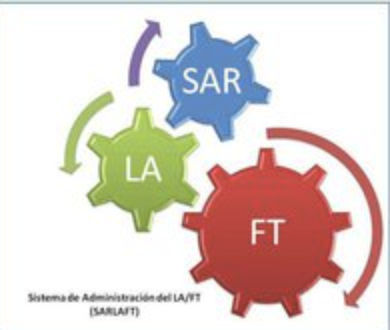 SAR
LA
FT
Sistema de Administración del LA/FT
(SARLAFT)